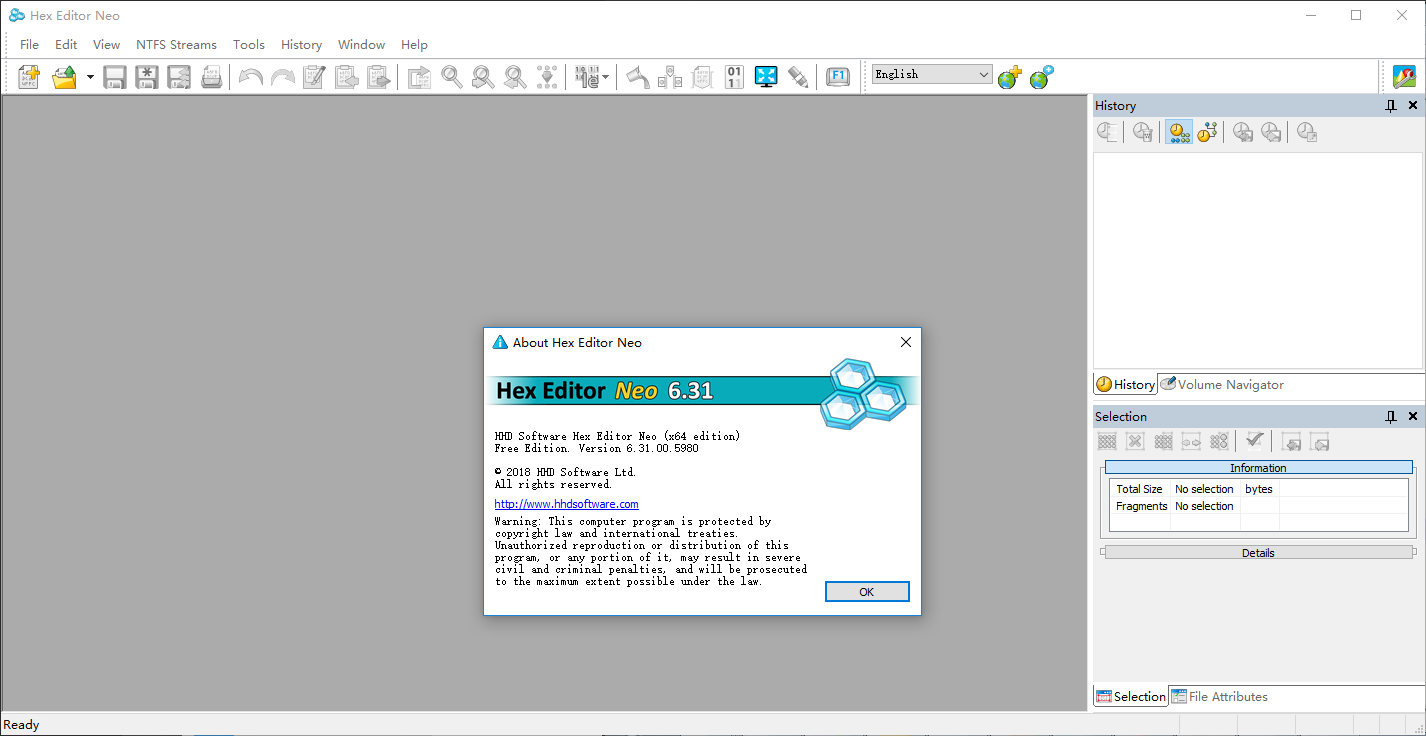 Hex Editor Neo
File Edit View NTFS Streams Tools History Window Help
01
11
F1
English
History
History
Volume Navigator
Selection
Information
Total Size No selection bytes
Fragments No selection
Details
Selection
File Attributes
About Hex Editor Neo
Hex Editor Neo 6.31
HHD Software Hex Editor Neo (x64 edition)
Free Edition. Version 6.31.00.5980
© 2018 HHD Software Ltd.
All rights reserved.
http://www.hhdsoftware.com
Warning: This computer program is protected by
copyright law and international treaties.
Unauthorized reproduction or distribution of this
program, or any portion of it, may result in severe
civil and criminal penalties, and will be prosecuted
to the maximum extent possible under the law.
OK
Ready